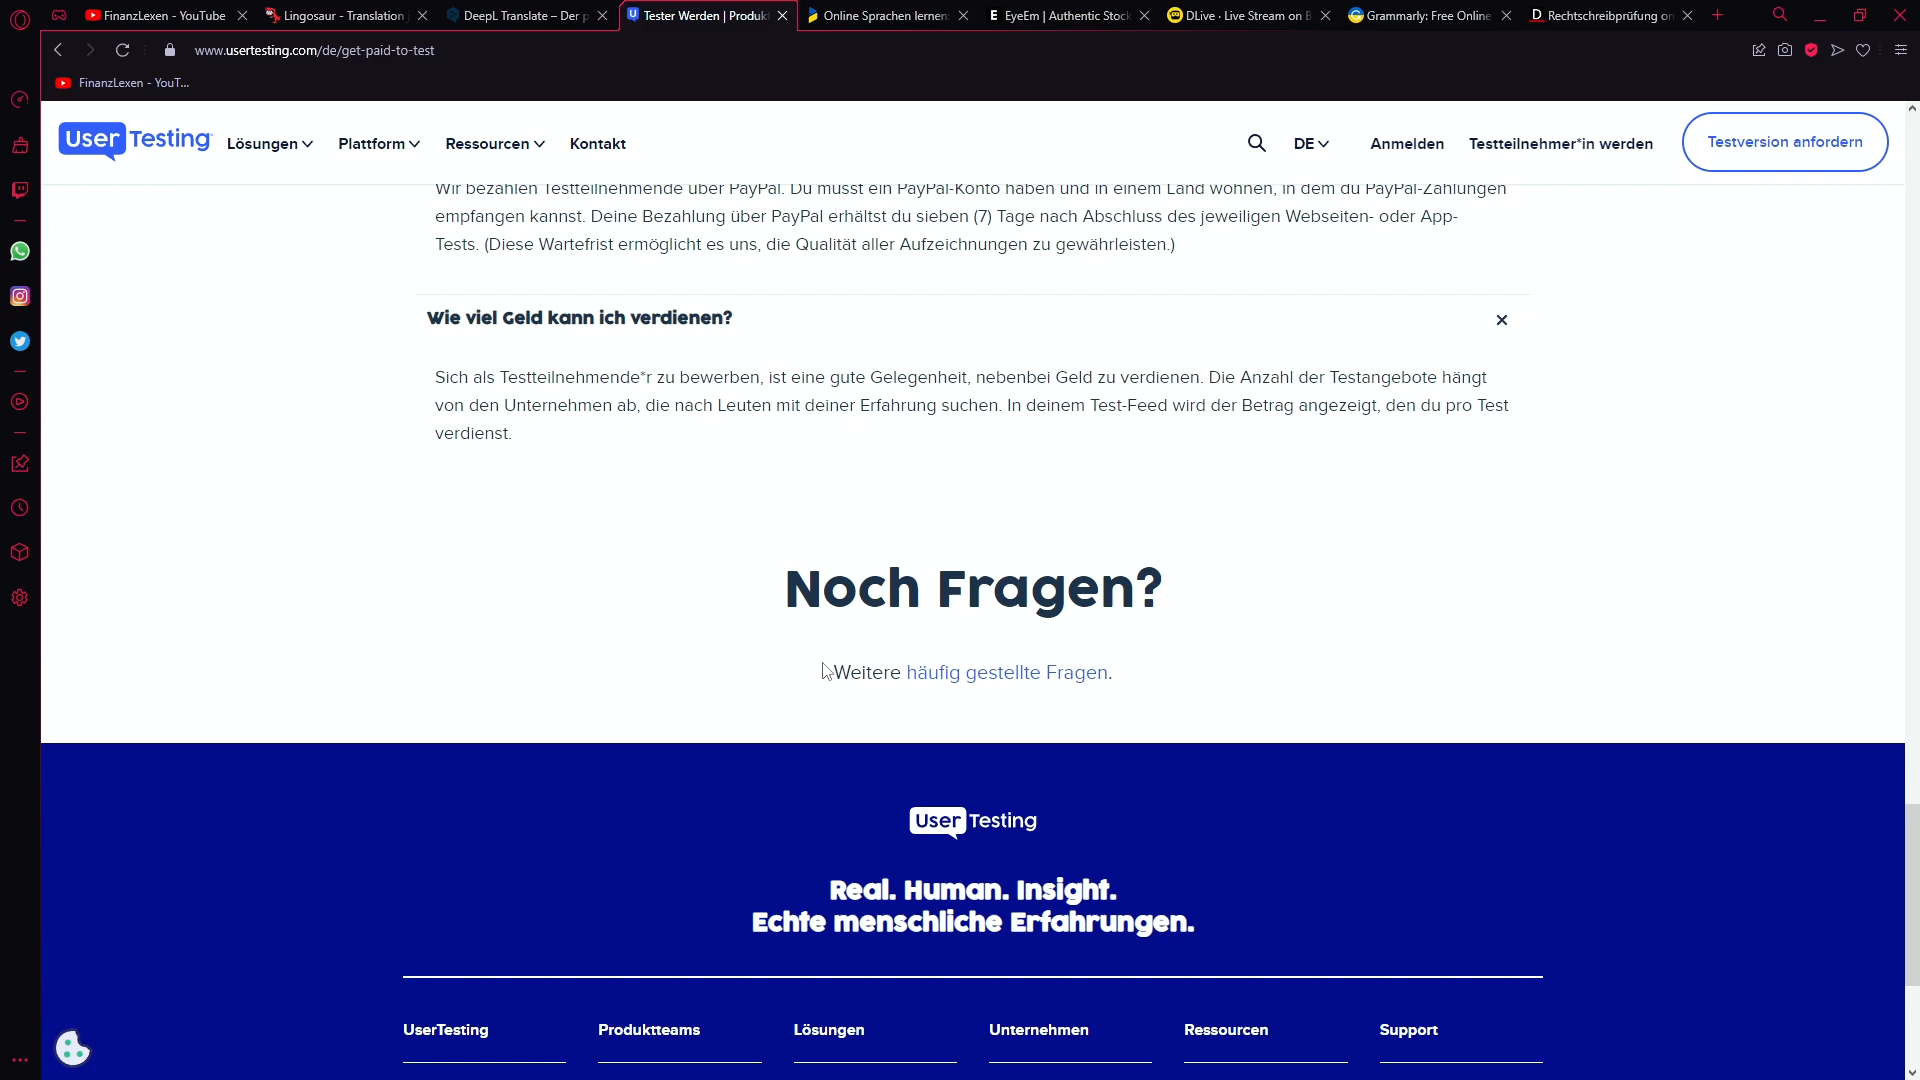 FinanzLexen - YouTube
Lingosaur - Translation
DeepL Translate – Der p
Tester Werden | Produkt
Online Sprachen lernen:
EyeEm | Authentic Stock
DLive · Live Stream on B
Grammarly: Free Online
Rechtschreibprüfung on
www.usertesting.com/de/get-paid-to-test
FinanzLexen - YouT...
UserTesting
Lösungen
Plattform
Ressourcen
Kontakt
DE
Anmelden
Testteilnehmer*in werden
Testversion anfordern
Wir bezahlen Testteilnehmende über PayPal. Du musst ein PayPal-Konto haben und in einem Land wohnen, in dem du PayPal-Zahlungen
empfangen kannst. Deine Bezahlung über PayPal erhältst du sieben (7) Tage nach Abschluss des jeweiligen Webseiten- oder App-
Tests. (Diese Wartefrist ermöglicht es uns, die Qualität aller Aufzeichnungen zu gewährleisten.)
Wie viel Geld kann ich verdienen?
Sich als Testteilnehmende*r zu bewerben, ist eine gute Gelegenheit, nebenbei Geld zu verdienen. Die Anzahl der Testangebote hängt
von den Unternehmen ab, die nach Leuten mit deiner Erfahrung suchen. In deinem Test-Feed wird der Betrag angezeigt, den du pro Test
verdienst.
Noch Fragen?
Weitere häufig gestellte Fragen.
UserTesting
Real. Human. Insight.
Echte menschliche Erfahrungen.
UserTesting
Produktteams
Lösungen
Unternehmen
Ressourcen
Support